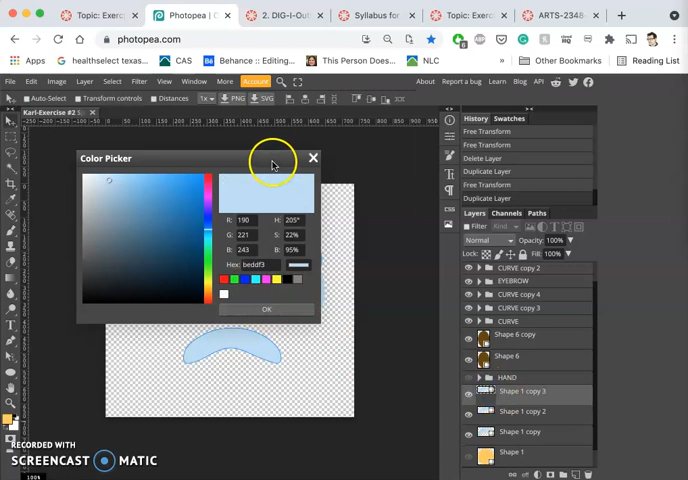 Topic: Exerc
Photopea |
2. DIG-I-Out
Syllabus for
Topic: Exerc
ARTS-2348-
photopea.com
healthselect texas...
CAS
Behance :: Editing...
This Person Does...
NLC
Other Bookmarks
Reading List
File Edit Image Layer Select Filter View Window More Account
About Report a bug Learn Blog API
Auto-Select Transform controls Distances 1x PNG SVG
Karl-Exercise #2 S
Color Picker
R: 190 H: 205°
G: 221 S: 22%
B: 243 B: 95%
Hex: beddf3
OK
History Swatches
Free Transform
Free Transform
Delete Layer
Duplicate Layer
Free Transform
Duplicate Layer
Layers Channels Paths
Filter Kind
Normal Opacity: 100%
Lock: Fill: 100%
CURVE copy 2
EYEBROW
CURVE copy 4
CURVE copy 3
CURVE
Shape 6 copy
Shape 6
HAND
Shape 1 copy 3
Shape 1 copy 2
Shape 1 copy
Shape 1
CSS
RECORDED WITH
SCREENCAST MATIC
100%